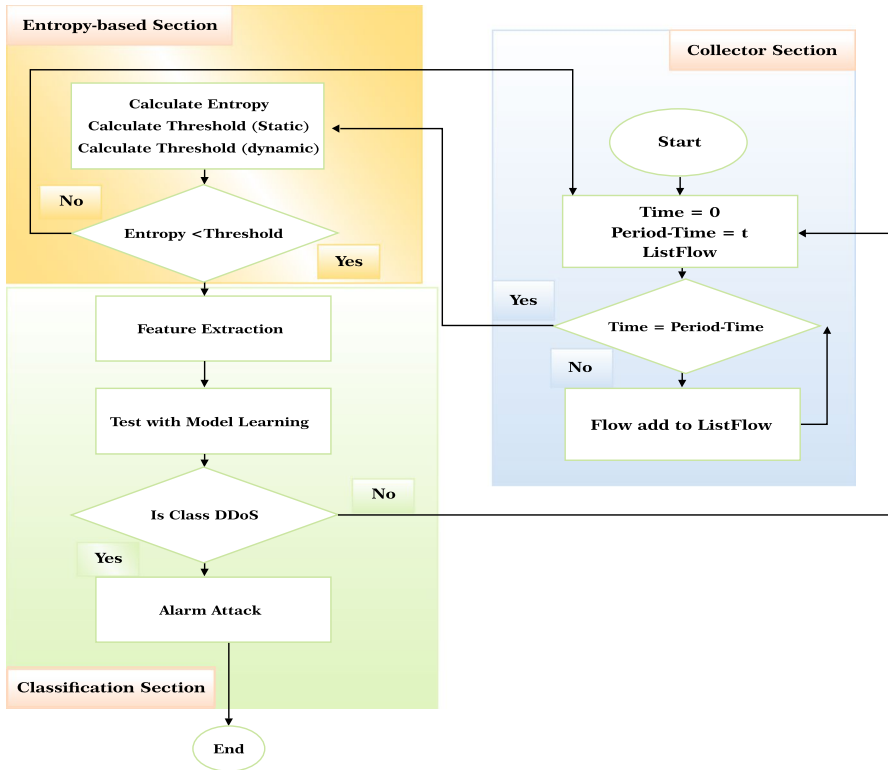 Entropy-based Section
Calculate Entropy
Calculate Threshold (Static)
Calculate Threshold (dynamic)
No
Entropy <Threshold
Yes
Collector Section
Start
Time = 0
Period-Time = t
ListFlow
Yes
Time = Period-Time
No
Flow add to ListFlow
Feature Extraction
Test with Model Learning
No
Is Class DDoS
Yes
Alarm Attack
Classification Section
End